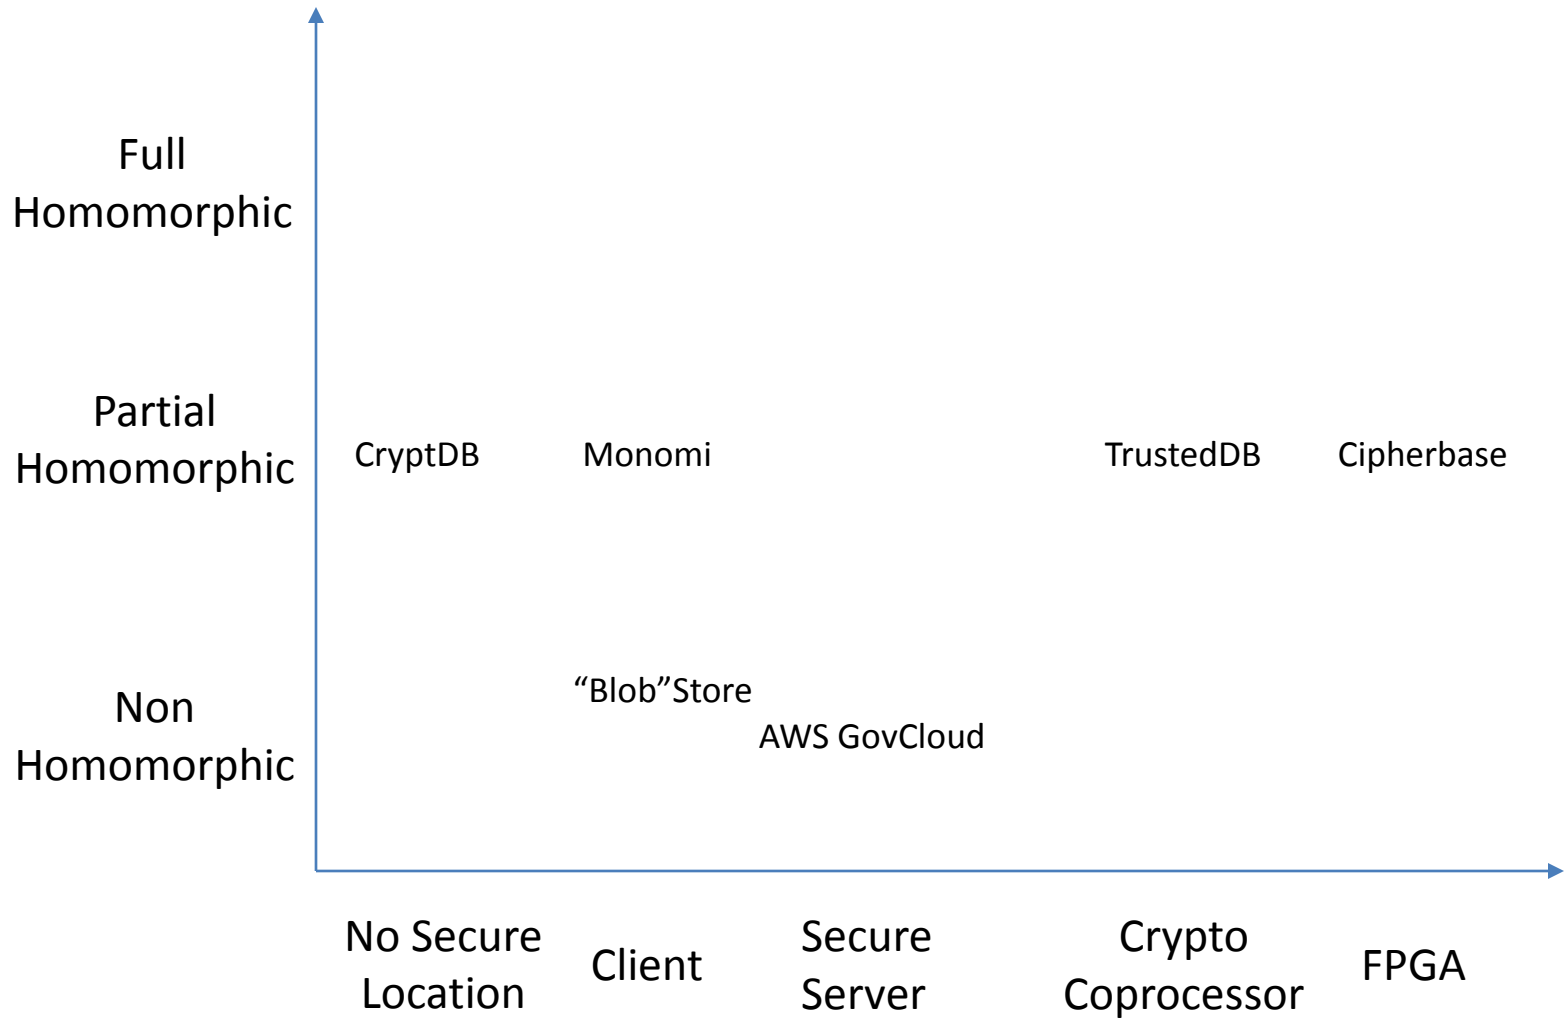 Full
Homomorphic
Partial
Homomorphic
CryptDB
Monomi
TrustedDB
Cipherbase
Non
Homomorphic
“Blob”Store
AWS GovCloud
No Secure
Location
Client
Secure
Server
Crypto
Coprocessor
FPGA